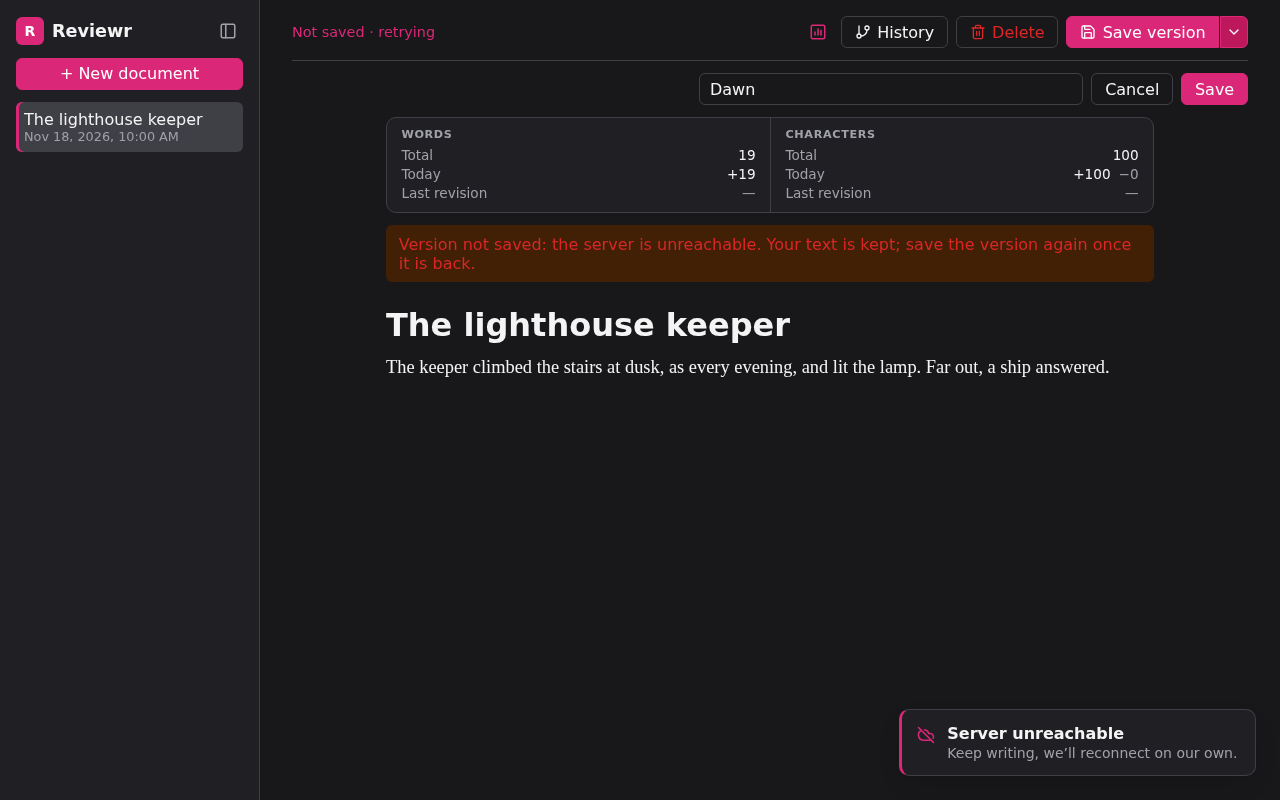 R Reviewr
+ New document
The lighthouse keeper
Nov 18, 2026, 10:00 AM
Not saved · retrying
History
Delete
Save version
Dawn
Cancel
Save
WORDS
Total 19
Today +19
Last revision —
CHARACTERS
Total 100
Today +100 −0
Last revision —
Version not saved: the server is unreachable. Your text is kept; save the version again once
it is back.
The lighthouse keeper
The keeper climbed the stairs at dusk, as every evening, and lit the lamp. Far out, a ship answered.
Server unreachable
Keep writing, we’ll reconnect on our own.